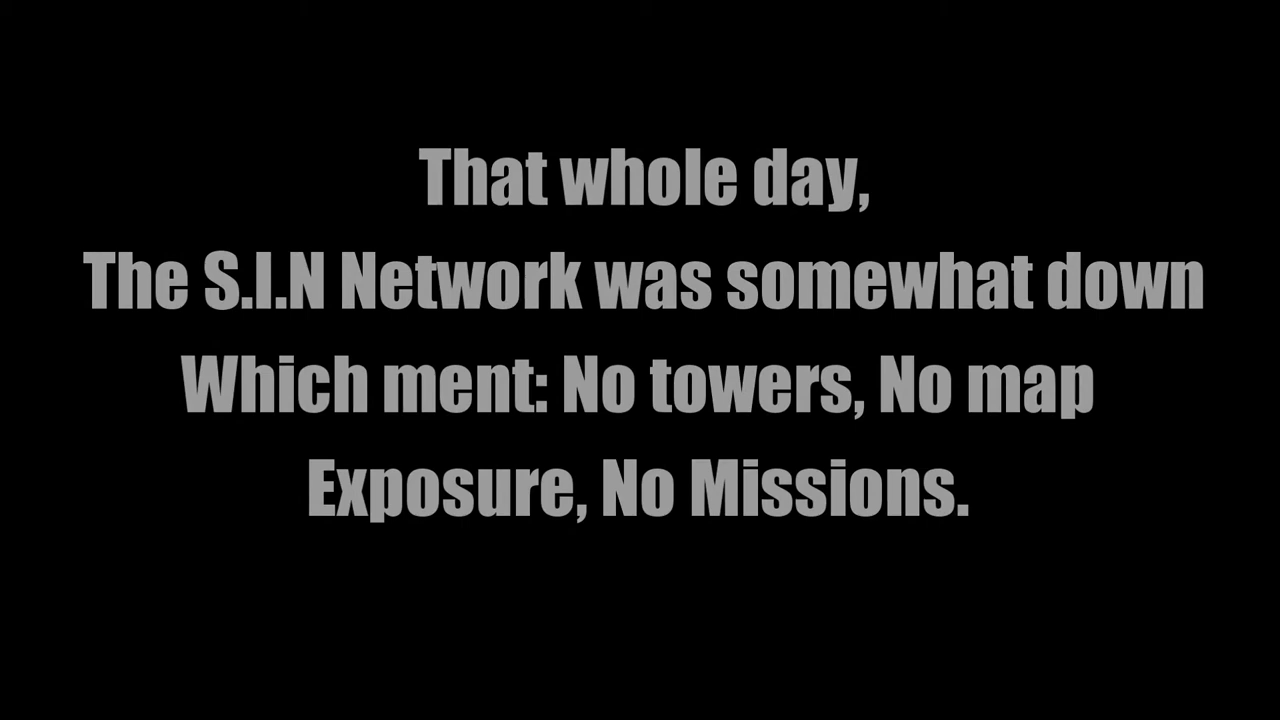 That whole day,
The S.I.N Network was somewhat down
Which ment: No towers, No map
Exposure, No Missions.